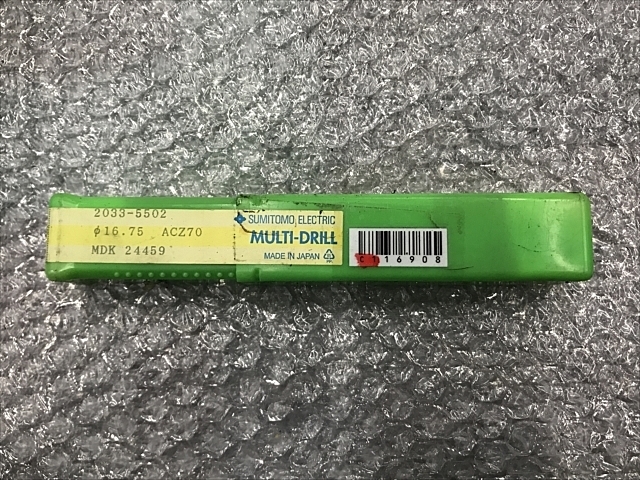 2033-5502
φ16.75 ACZ70
MDK 24459
SUMITOMO ELECTRIC
MULTI-DRILL
MADE IN JAPAN
16908